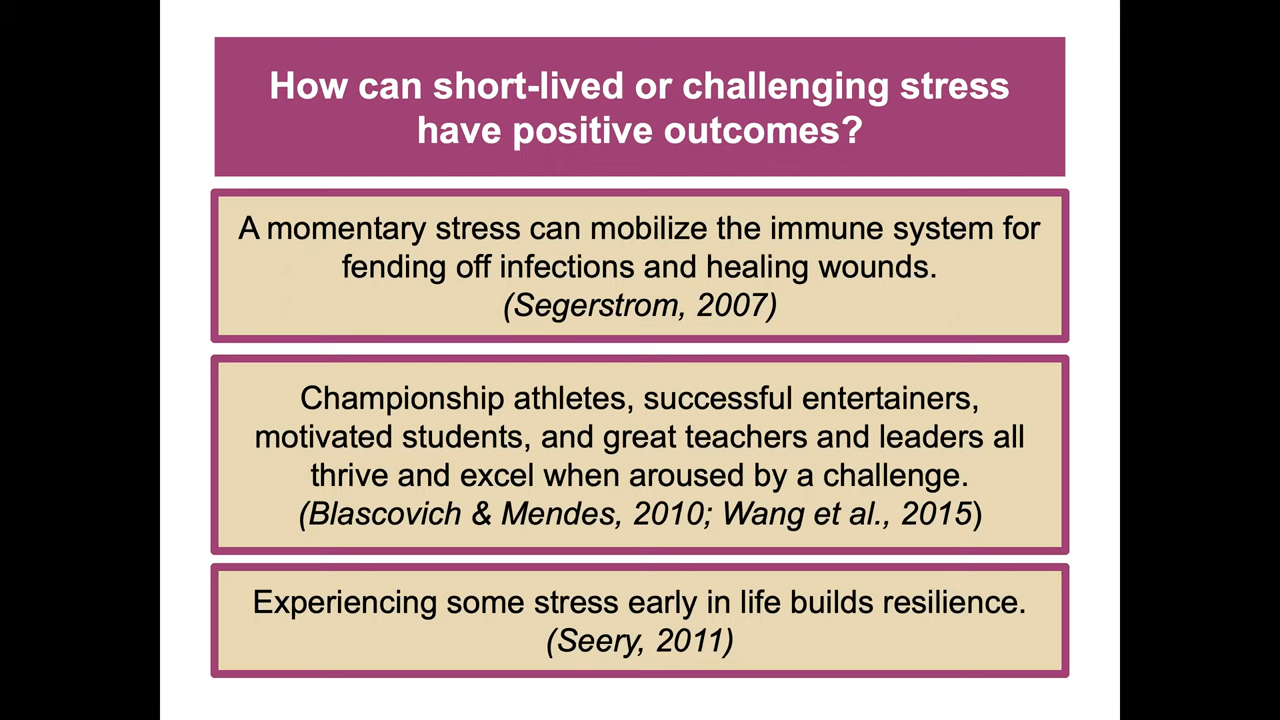 How can short-lived or challenging stress
have positive outcomes?
A momentary stress can mobilize the immune system for
fending off infections and healing wounds.
(Segerstrom, 2007)
Championship athletes, successful entertainers,
motivated students, and great teachers and leaders all
thrive and excel when aroused by a challenge.
(Blascovich & Mendes, 2010; Wang et al., 2015)
Experiencing some stress early in life builds resilience.
(Seery, 2011)